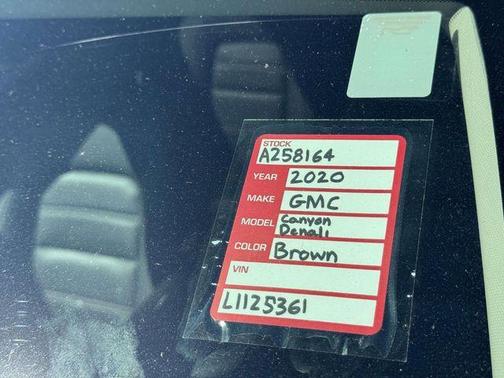 STOCK
A258164
YEAR 2020
MAKE GMC
MODEL Canyon
Denali
COLOR Brown
VIN
L1125361